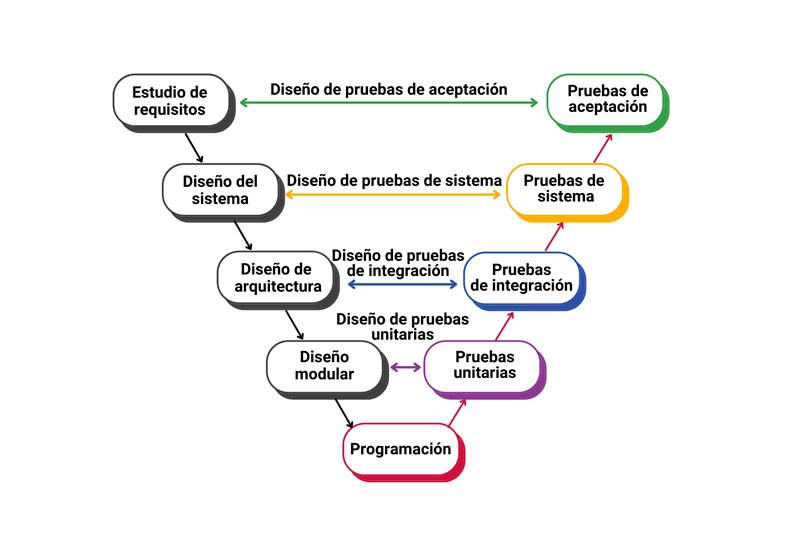 Estudio de
requisitos
Diseño de pruebas de aceptación
Pruebas de
aceptación
Diseño del
sistema
Diseño de pruebas de sistema
Pruebas de
sistema
Diseño de
arquitectura
Diseño de pruebas
de integración
Pruebas
de integración
Diseño de pruebas
unitarias
Diseño
modular
Pruebas
unitarias
Programación